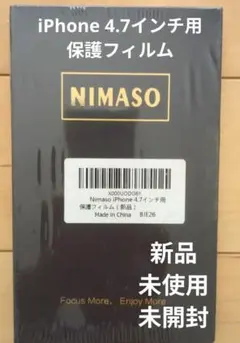 iPhone 4.7インチ用
保護フィルム
NIMASO
X000UODG6F
Nimaso iPhone 4.7インチ用
保護フィルム [ 新品 ]
Made in China BJE26
新品
未使用
未開封
Focus More, Enjoy More